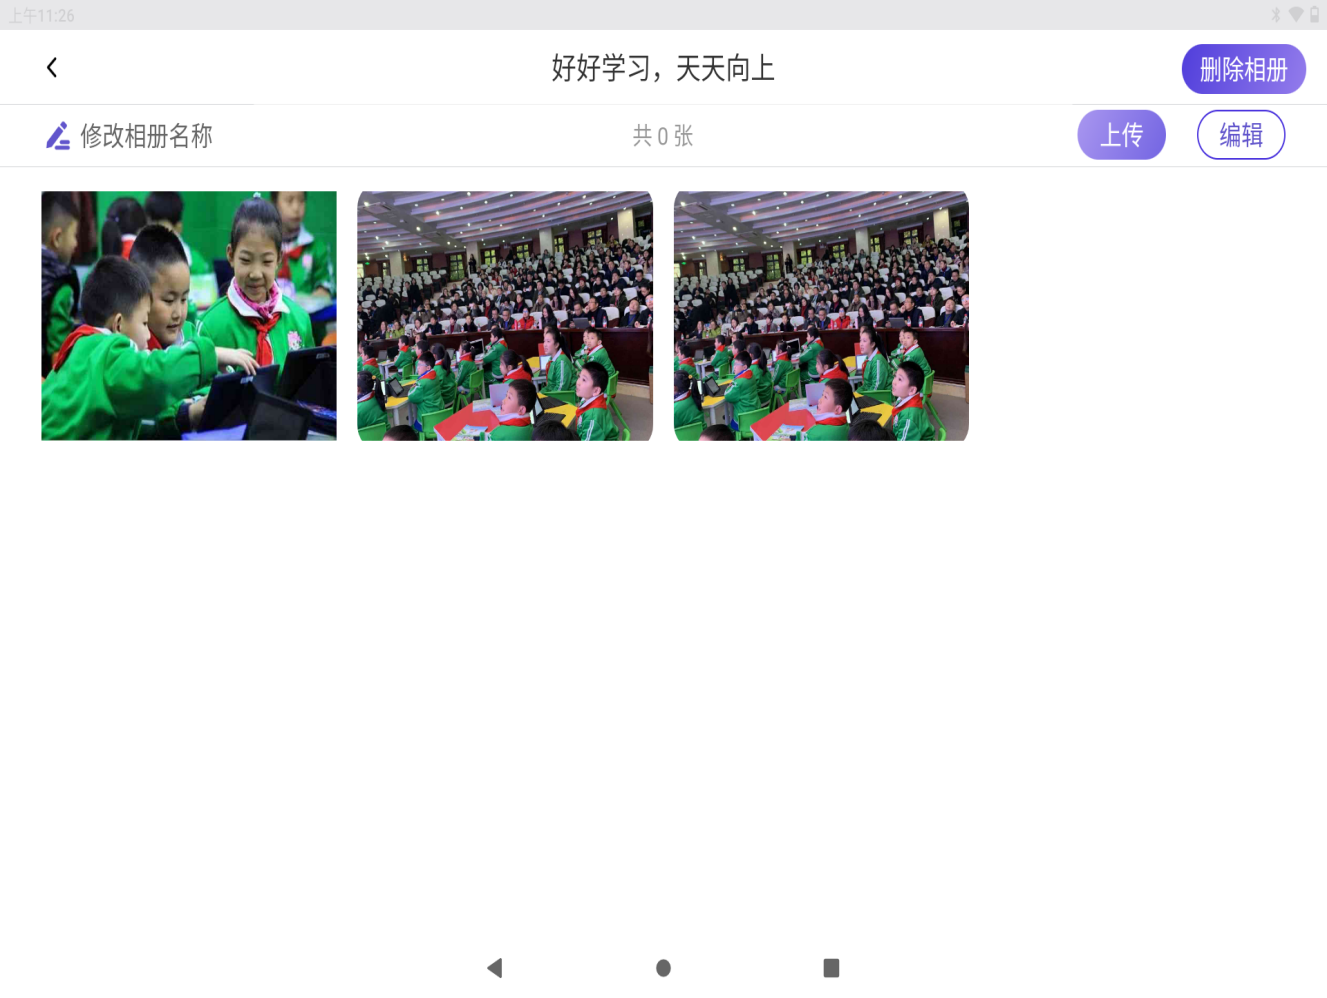 上午11:26
好好学习，天天向上
删除相册
修改相册名称
共 0 张
上传
编辑